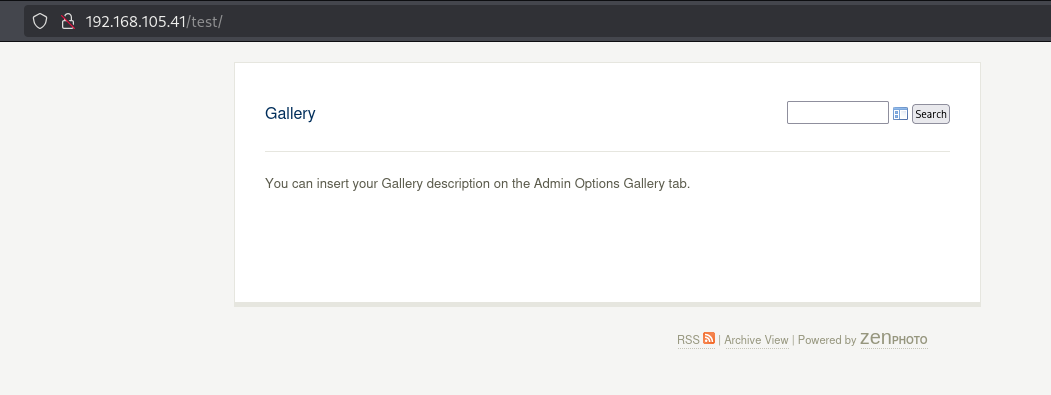 192.168.105.41/test/
Gallery
Search
You can insert your Gallery description on the Admin Options Gallery tab.
RSS | Archive View | Powered by zenPHOTO